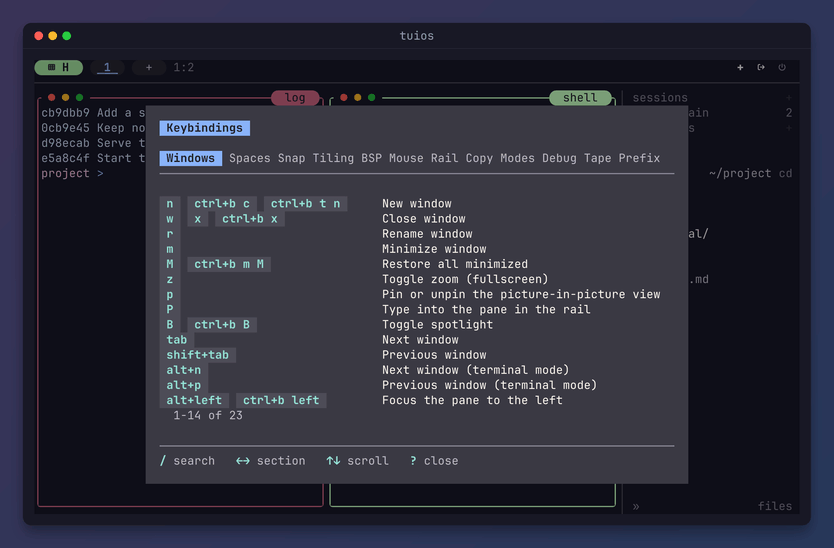 tuios
H 1 + 1:2
log
shell
sessions
cb9dbb9 Add a s
ain 2
0cb9e45 Keep no
s
d98ecab Serve t
e5a8c4f Start t
project >
~/project cd
al/
.md
Keybindings
Windows Spaces Snap Tiling BSP Mouse Rail Copy Modes Debug Tape Prefix
n ctrl+b c ctrl+b t n New window
w x ctrl+b x Close window
r Rename window
m Minimize window
M ctrl+b m M Restore all minimized
z Toggle zoom (fullscreen)
p Pin or unpin the picture-in-picture view
P Type into the pane in the rail
B ctrl+b B Toggle spotlight
tab Next window
shift+tab Previous window
alt+n Next window (terminal mode)
alt+p Previous window (terminal mode)
alt+left ctrl+b left Focus the pane to the left
1-14 of 23
/ search ↔ section ↑↓ scroll ? close
» files